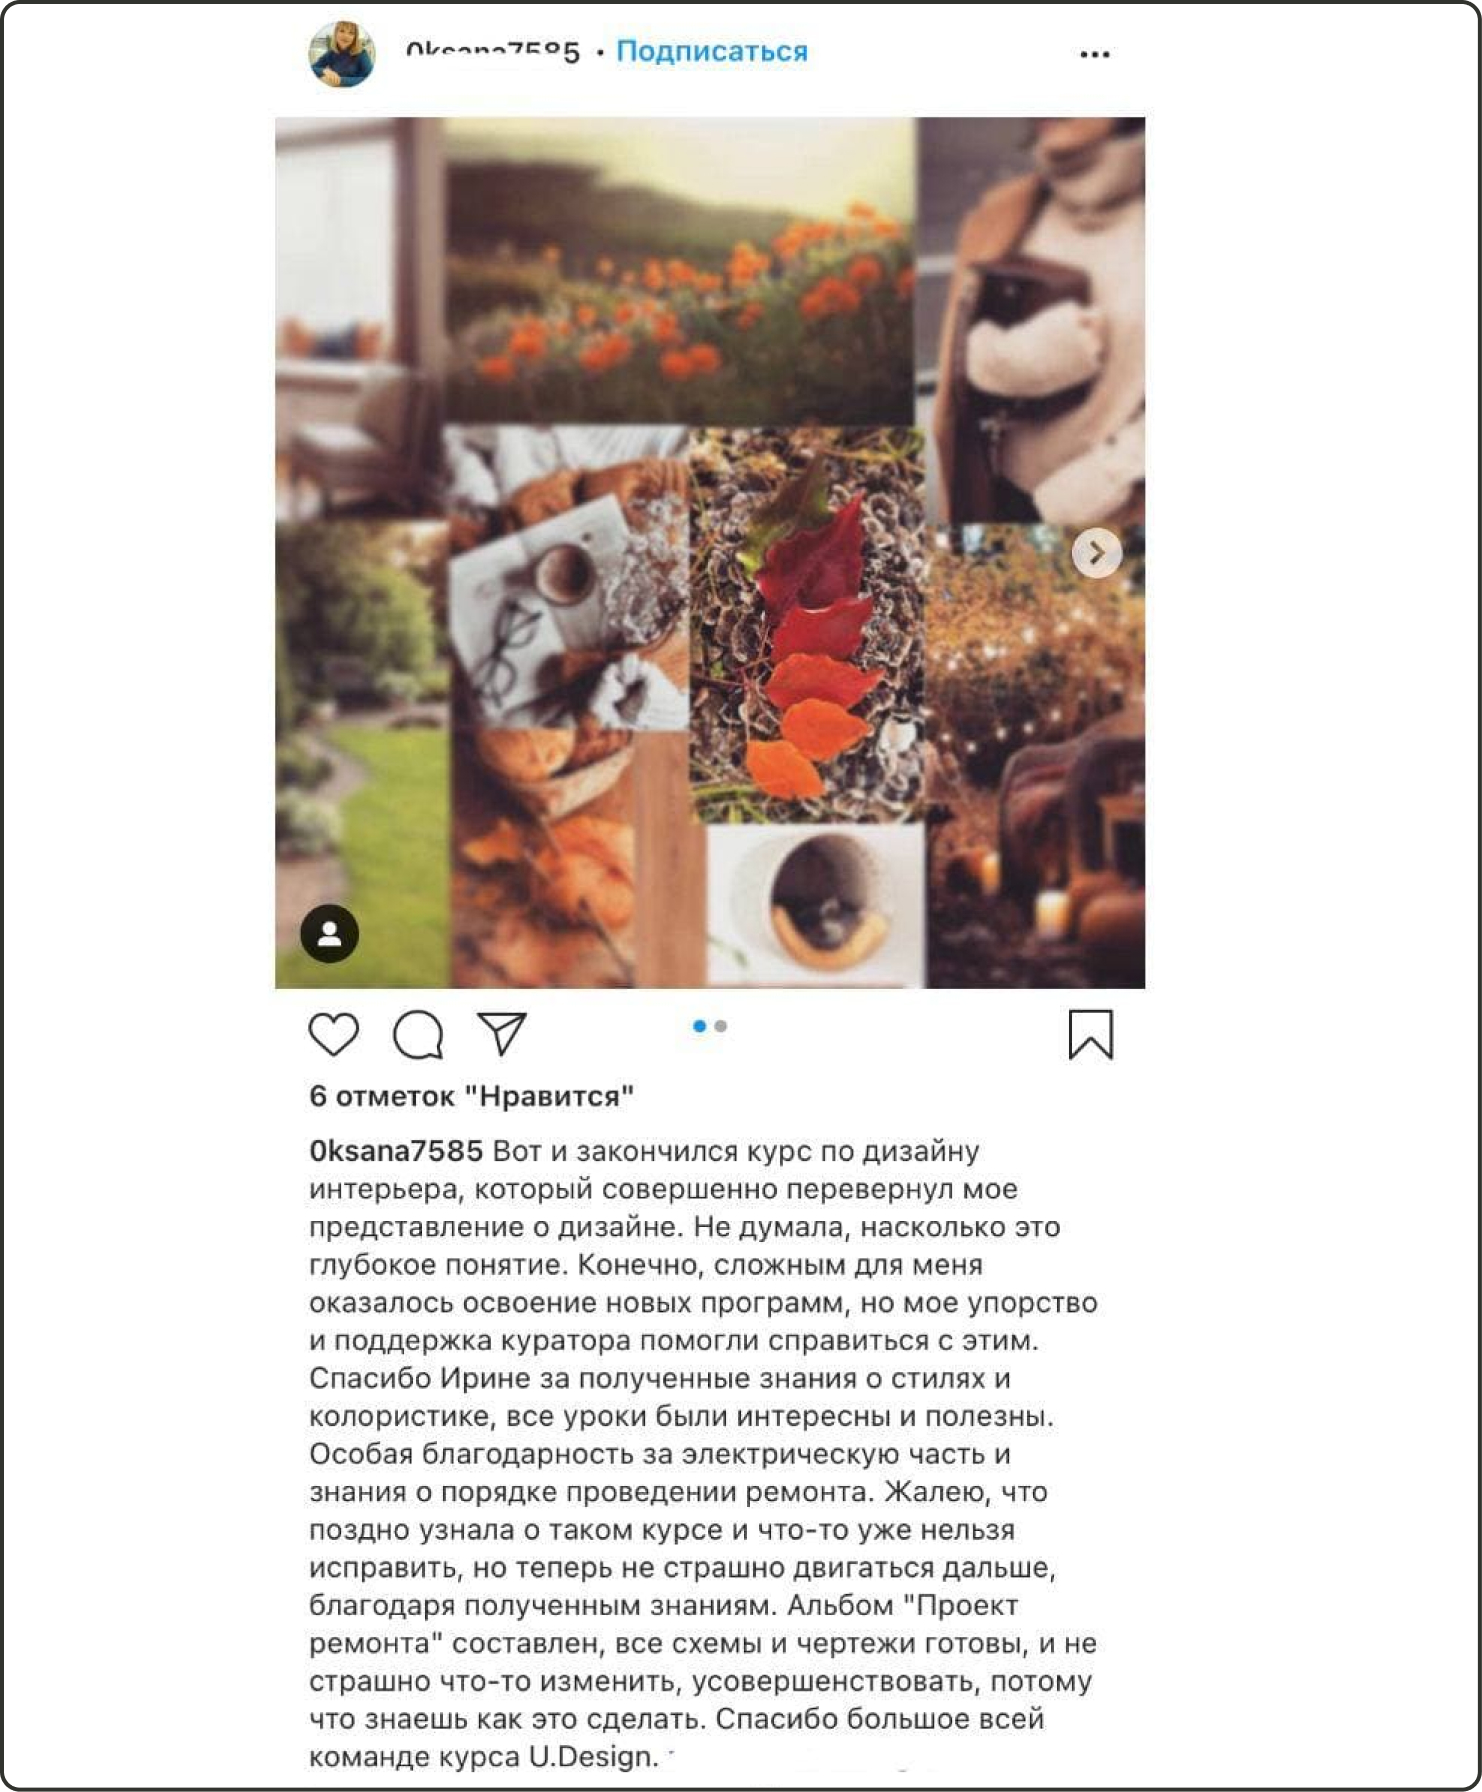 0ksana7585 • Подписаться
6 отметок "Нравится"
0ksana7585 Вот и закончился курс по дизайну
интерьера, который совершенно перевернул мое
представление о дизайне. Не думала, насколько это
глубокое понятие. Конечно, сложным для меня
оказалось освоение новых программ, но мое упорство
и поддержка куратора помогли справиться с этим.
Спасибо Ирине за полученные знания о стилях и
колористике, все уроки были интересны и полезны.
Особая благодарность за электрическую часть и
знания о порядке проведении ремонта. Жалею, что
поздно узнала о таком курсе и что-то уже нельзя
исправить, но теперь не страшно двигаться дальше,
благодаря полученным знаниям. Альбом "Проект
ремонта" составлен, все схемы и чертежи готовы, и не
страшно что-то изменить, усовершенствовать, потому
что знаешь как это сделать. Спасибо большое всей
команде курса U.Design.